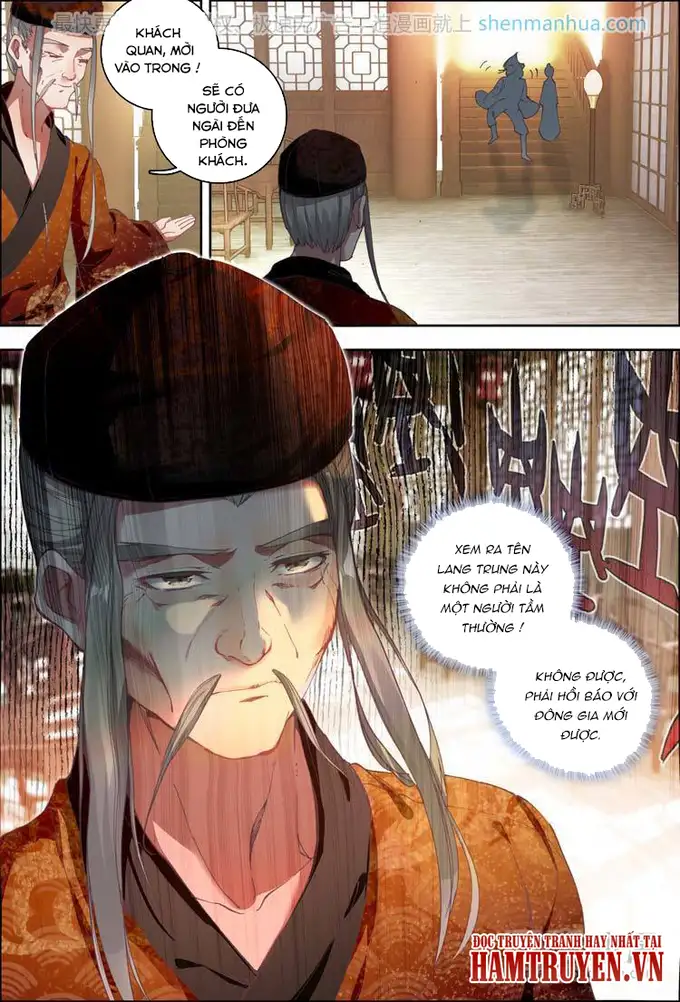 shenmanhua.com
KHÁCH
QUAN, MỜI
VÀO TRONG !
SẼ CÓ
NGƯỜI ĐƯA
NGÀI ĐẾN
PHÒNG
KHÁCH.
XEM RA TÊN
LANG TRUNG NÀY
KHÔNG PHẢI LÀ
MỘT NGƯỜI TẦM
THƯỜNG !
KHÔNG ĐƯỢC,
PHẢI HỒI BÁO VỚI
ĐÔNG GIA MỚI
ĐƯỢC.
ĐỌC TRUYỆN TRANH HAY NHẤT TẠI
HAMTRUYEN.VN